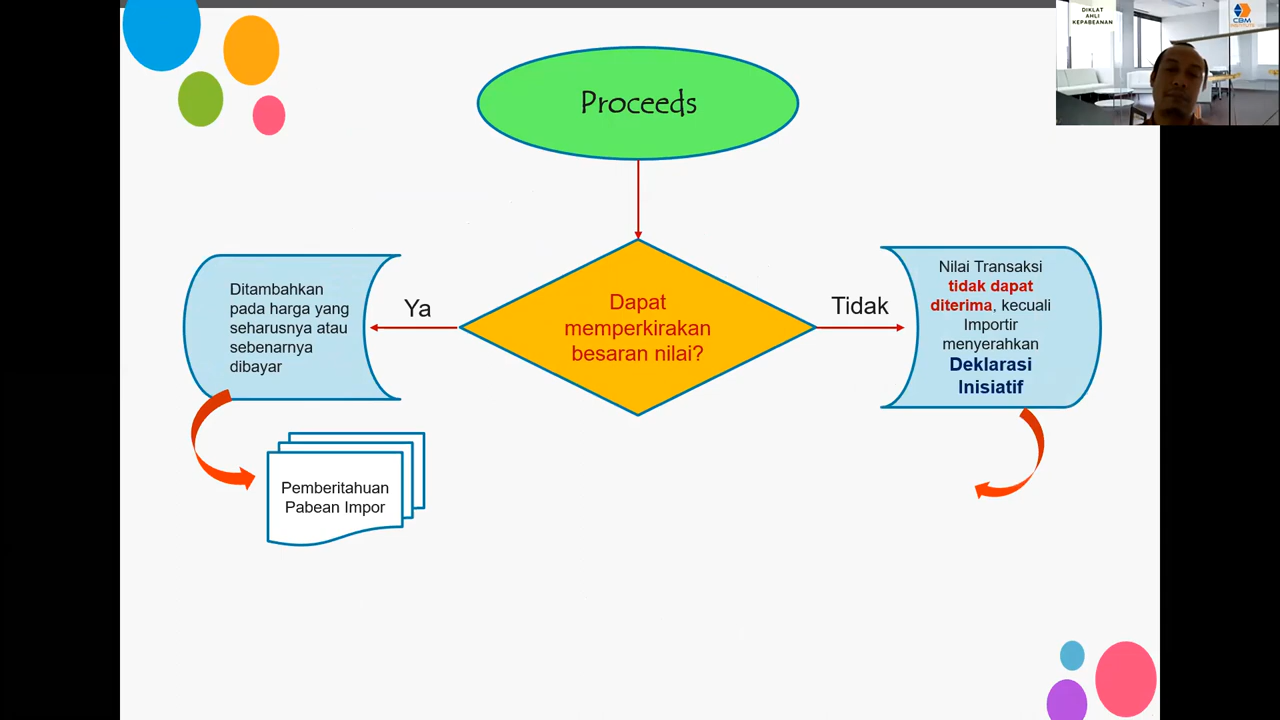 DIKLAT
AHLI
KEPABEANAN
CBM
INSTITUTE
Proceeds
Ditambahkan
pada harga yang
seharusnya atau
sebenarnya
dibayar
Ya
Dapat
memperkirakan
besaran nilai?
Tidak
Nilai Transaksi
tidak dapat
diterima, kecuali
Importir
menyerahkan
Deklarasi
Inisiatif
Pemberitahuan
Pabean Impor